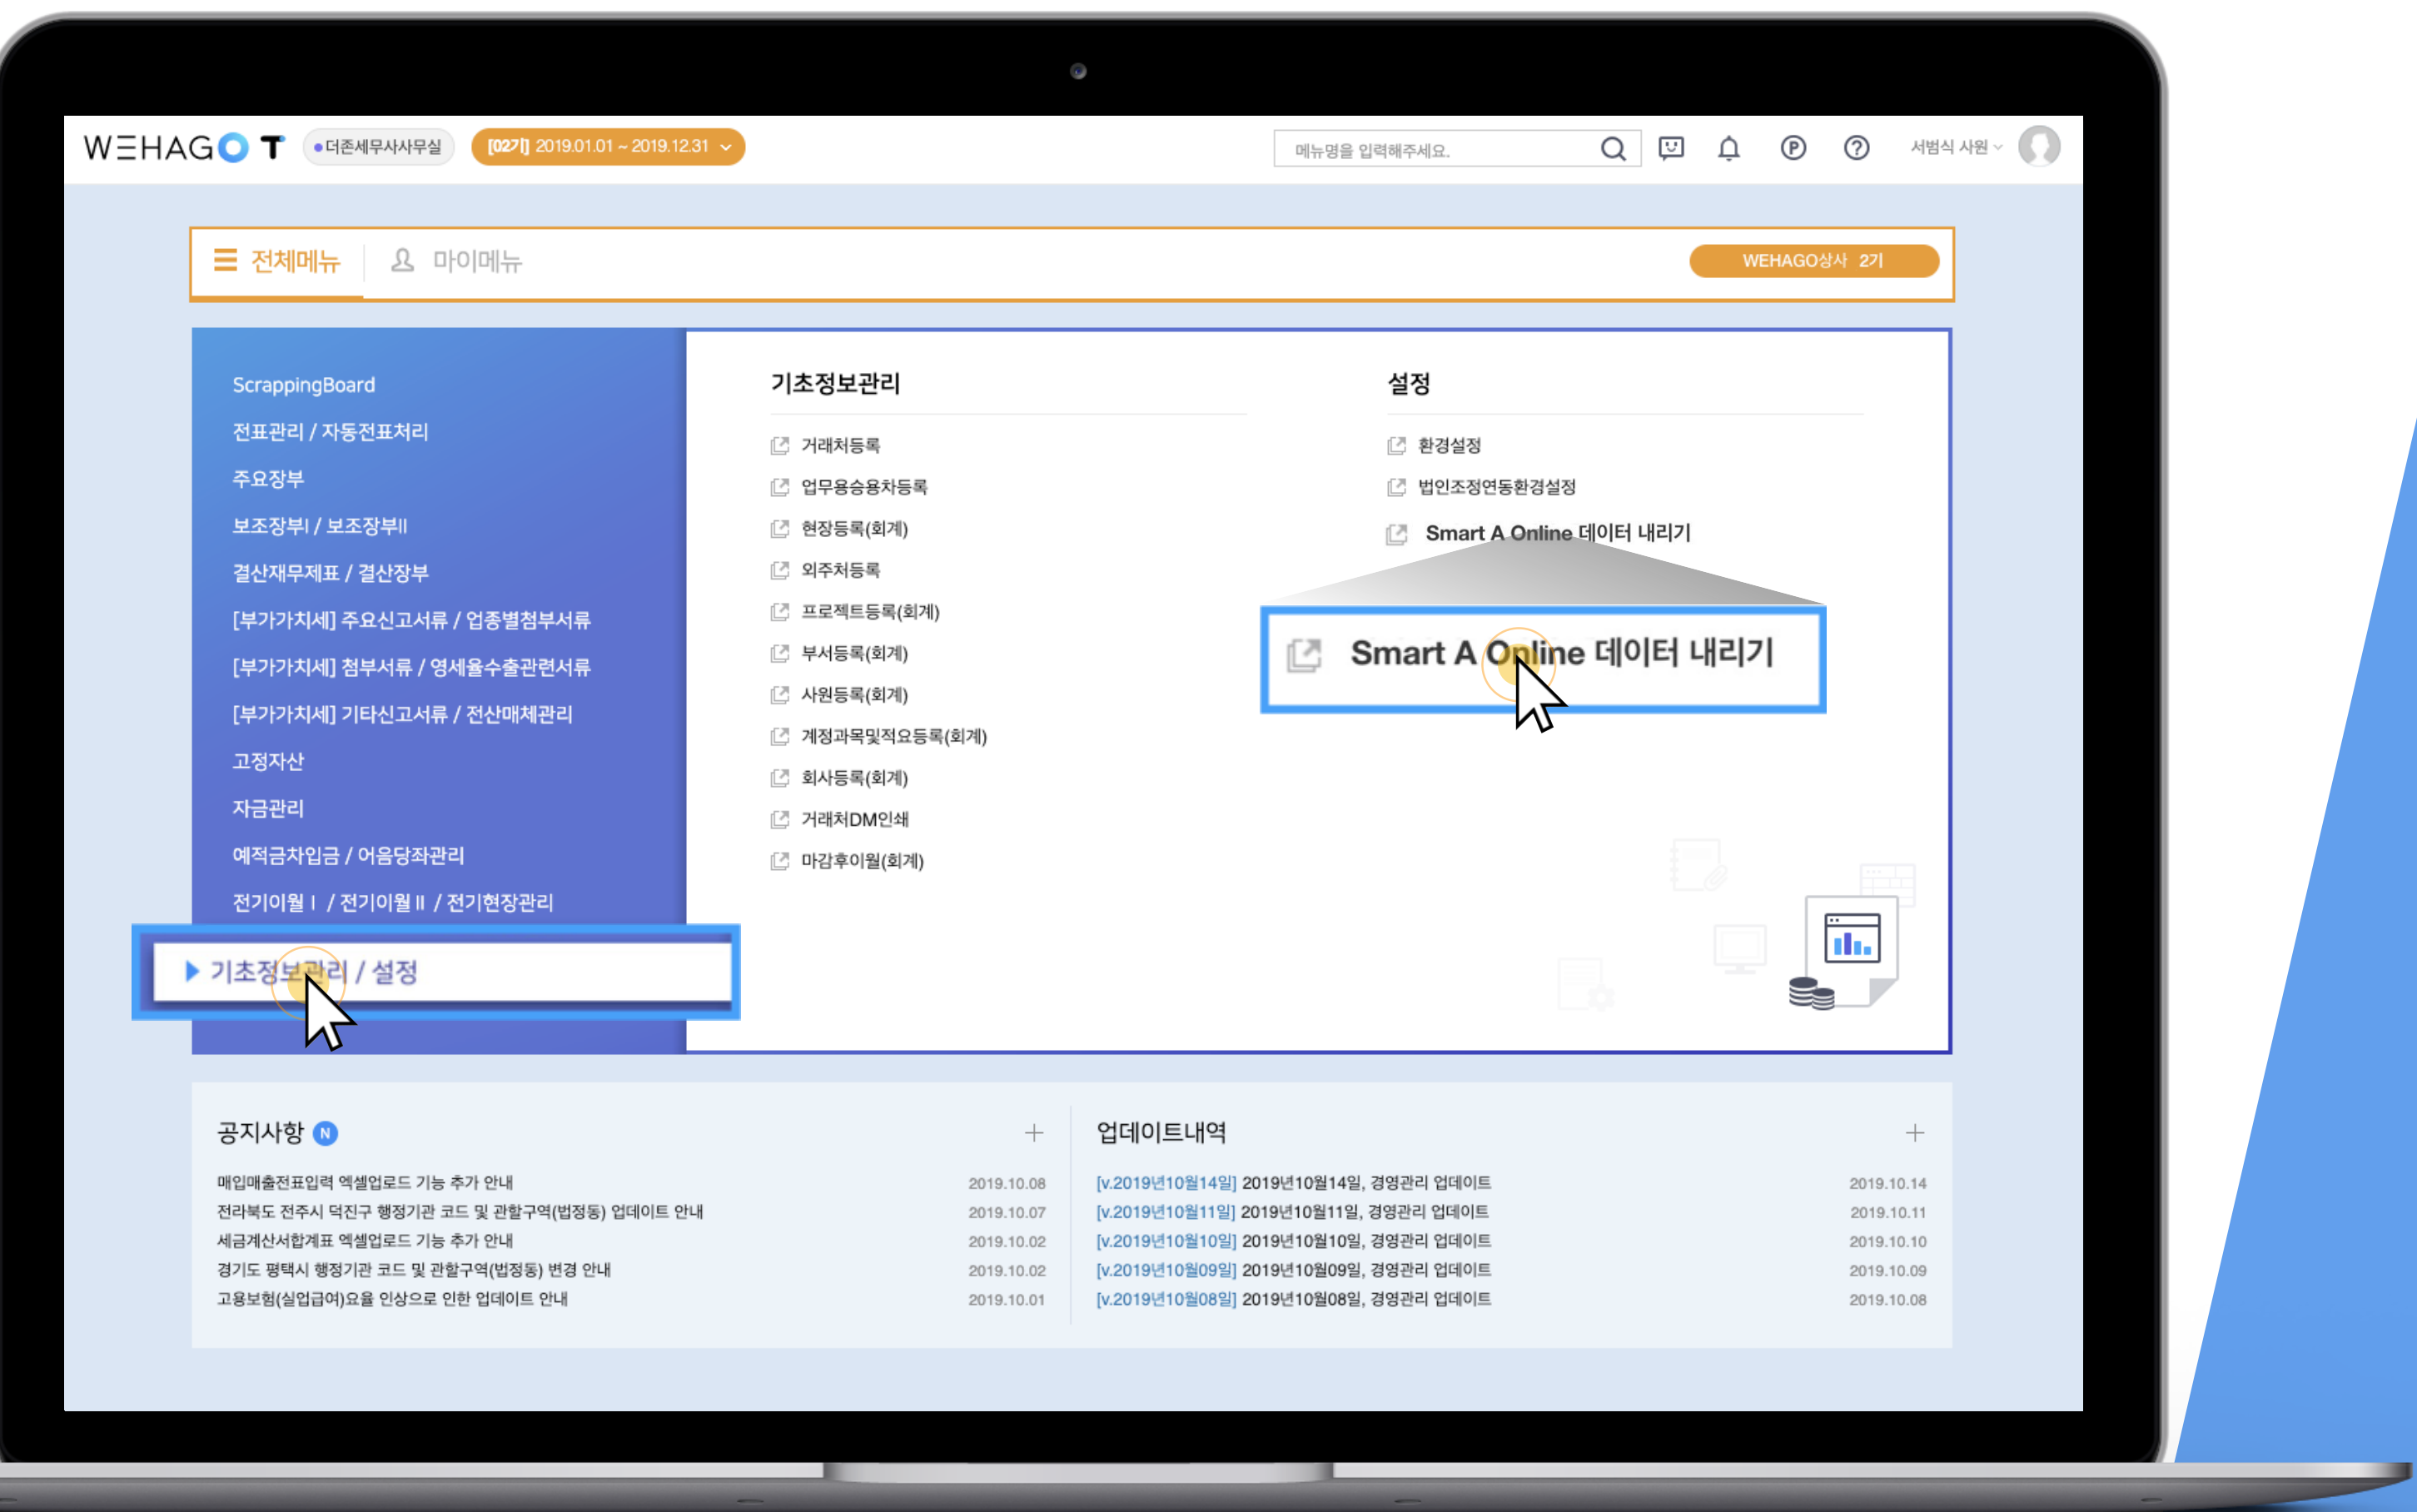 WEHAGO T
더존세무사사무실
[02기] 2019.01.01 ~ 2019.12.31
메뉴명을 입력해주세요.
P
?
서범식 사원
전체메뉴
마이메뉴
WEHAGO상사 2기
ScrappingBoard
전표관리 / 자동전표처리
주요장부
보조장부I / 보조장부II
결산재무제표 / 결산장부
[부가가치세] 주요신고서류 / 업종별첨부서류
[부가가치세] 첨부서류 / 영세율수출관련서류
[부가가치세] 기타신고서류 / 전산매체관리
고정자산
자금관리
예적금차입금 / 어음당좌관리
전기이월 I / 전기이월 II / 전기현장관리
기초정보관리 / 설정
기초정보관리
거래처등록
업무용승용차등록
현장등록(회계)
외주처등록
프로젝트등록(회계)
부서등록(회계)
사원등록(회계)
계정과목및적요등록(회계)
회사등록(회계)
거래처DM인쇄
마감후이월(회계)
설정
환경설정
법인조정연동환경설정
Smart A Online 데이터 내리기
Smart A Online 데이터 내리기
공지사항 N
매입매출전표입력 엑셀업로드 기능 추가 안내 2019.10.08
전라북도 전주시 덕진구 행정기관 코드 및 관할구역(법정동) 업데이트 안내 2019.10.07
세금계산서합계표 엑셀업로드 기능 추가 안내 2019.10.02
경기도 평택시 행정기관 코드 및 관할구역(법정동) 변경 안내 2019.10.02
고용보험(실업급여)요율 인상으로 인한 업데이트 안내 2019.10.01
업데이트내역
[v.2019년10월14일] 2019년10월14일, 경영관리 업데이트 2019.10.14
[v.2019년10월11일] 2019년10월11일, 경영관리 업데이트 2019.10.11
[v.2019년10월10일] 2019년10월10일, 경영관리 업데이트 2019.10.10
[v.2019년10월09일] 2019년10월09일, 경영관리 업데이트 2019.10.09
[v.2019년10월08일] 2019년10월08일, 경영관리 업데이트 2019.10.08